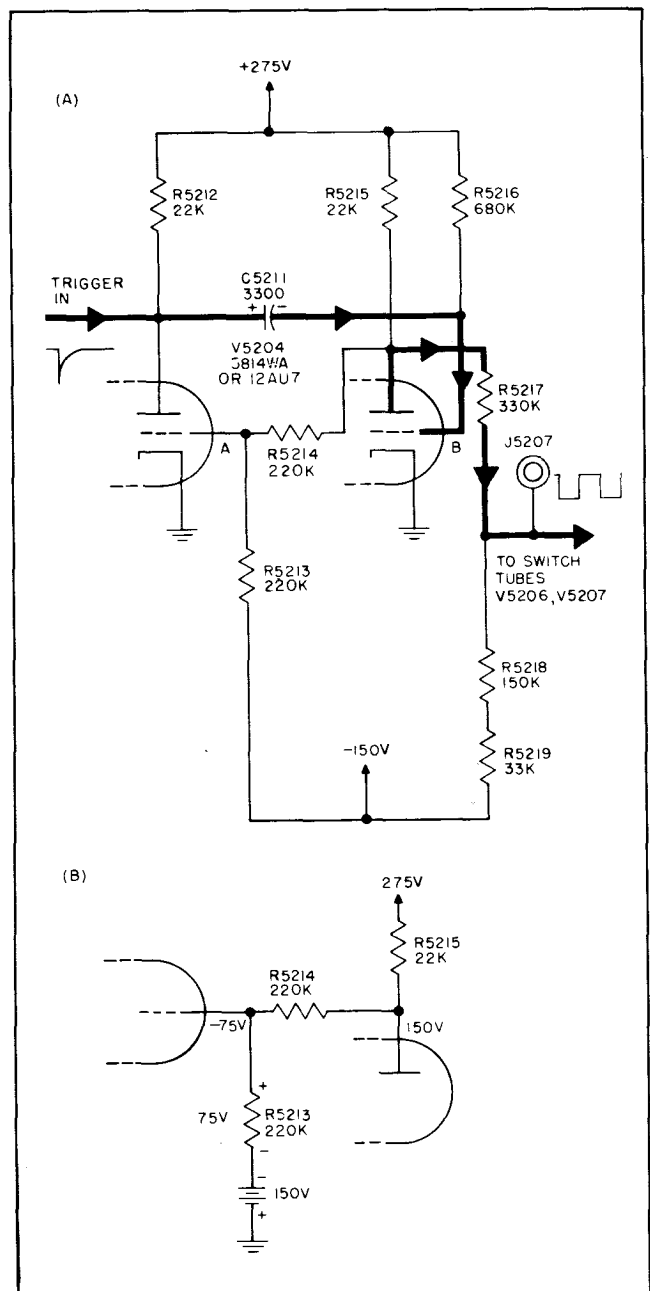 (A)
+275V
R5212
22K
R5215
22K
R5216
680K
TRIGGER
IN
C5211
3300
+ -
V5204
5814WA
OR 12AU7
R5217
330K
A
R5214
220K
B
J5207
R5213
220K
TO SWITCH
TUBES
V5206, V5207
R5218
150K
-150V
R5219
33K
(B)
275V
R5215
22K
R5214
220K
-75V
150V
+
75V
R5213
220K
-
-
150V
+